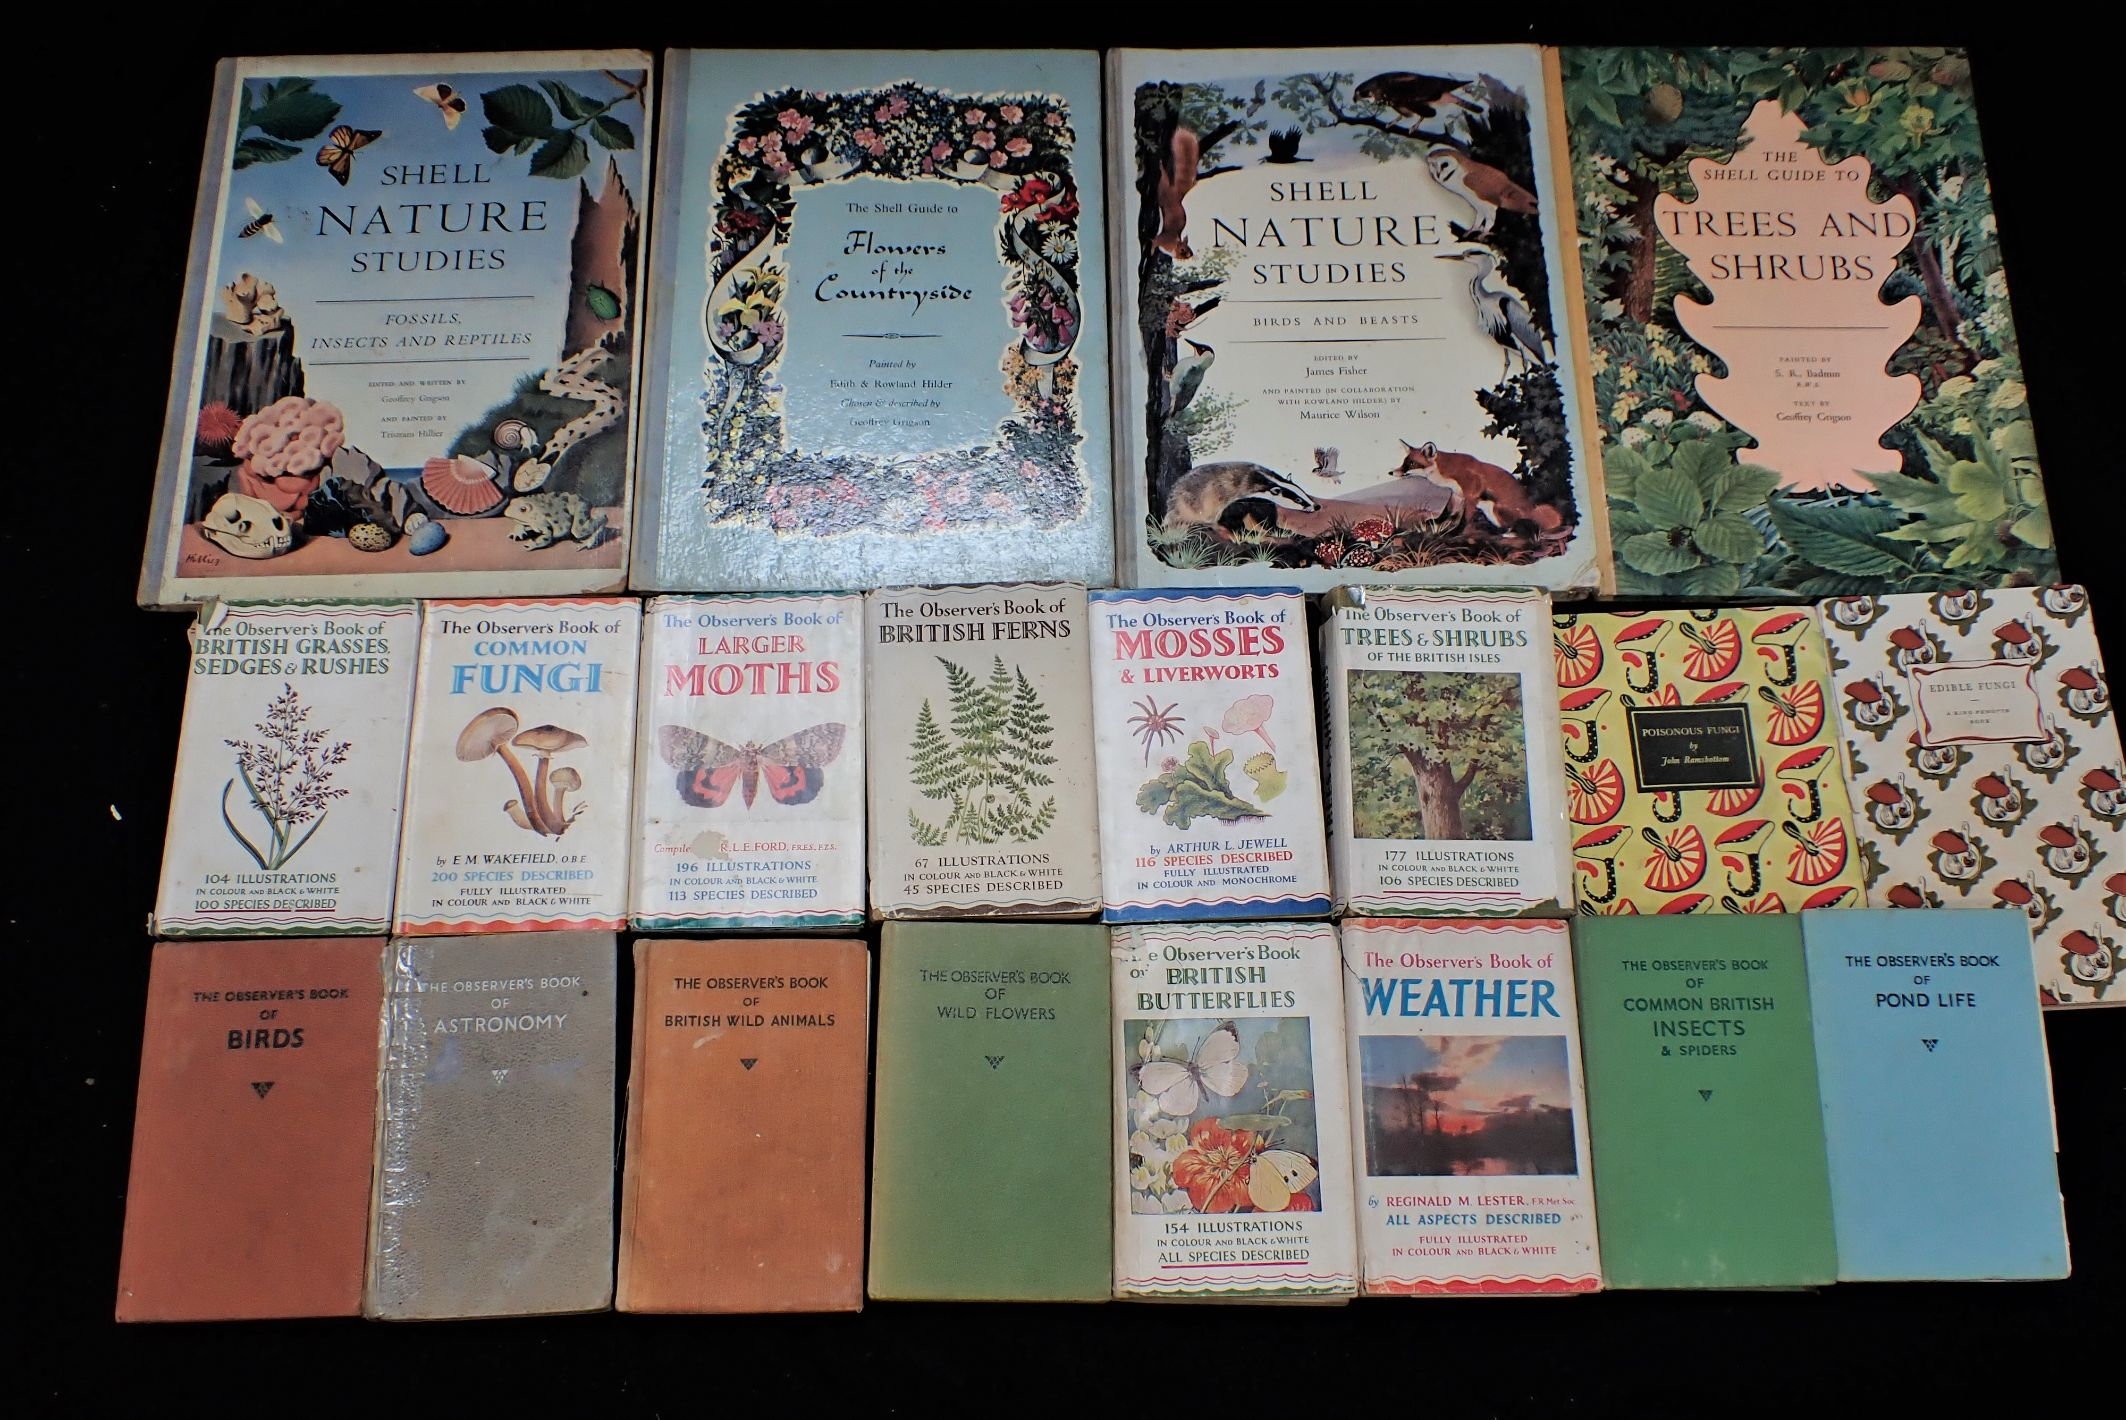 SHELL
NATURE
STUDIES
FOSSILS,
INSECTS AND REPTILES
EDITED AND WRITTEN BY
Geoffrey Grigson
AND PAINTED BY
Tristram Hillier
The Shell Guide to
Flowers
of the
Countryside
Painted by
Edith & Rowland Hilder
Chosen & described by
Geoffrey Grigson
SHELL
NATURE
STUDIES
BIRDS AND BEASTS
EDITED BY
James Fisher
AND PAINTED (IN COLLABORATION
WITH ROWLAND HILDER) BY
Maurice Wilson
THE
SHELL GUIDE TO
TREES AND
SHRUBS
PAINTED BY
S. R. Badmin
R.W.S.
TEXT BY
Geoffrey Grigson
The Observer's Book of
BRITISH GRASSES,
SEDGES & RUSHES
104 ILLUSTRATIONS
IN COLOUR AND BLACK & WHITE
100 SPECIES DESCRIBED
The Observer's Book of
COMMON
FUNGI
by E M. WAKEFIELD, O B E
200 SPECIES DESCRIBED
FULLY ILLUSTRATED
IN COLOUR AND BLACK & WHITE
The Observer's Book of
LARGER
MOTHS
Compile R. L. E. FORD, F.R.E.S., F.Z.S.
196 ILLUSTRATIONS
IN COLOUR AND BLACK & WHITE
113 SPECIES DESCRIBED
The Observer's Book of
BRITISH FERNS
67 ILLUSTRATIONS
IN COLOUR AND BLACK & WHITE
45 SPECIES DESCRIBED
The Observer's Book of
MOSSES
& LIVERWORTS
by ARTHUR L. JEWELL
116 SPECIES DESCRIBED
FULLY ILLUSTRATED
IN COLOUR AND MONOCHROME
The Observer's Book of
TREES & SHRUBS
OF THE BRITISH ISLES
177 ILLUSTRATIONS
IN COLOUR AND BLACK & WHITE
106 SPECIES DESCRIBED
POISONOUS FUNGI
by
John Ramsbottom
EDIBLE FUNGI
A KING PENGUIN
BOOK
THE OBSERVER'S BOOK
OF
BIRDS
THE OBSERVER'S BOOK
OF
ASTRONOMY
THE OBSERVER'S BOOK
OF
BRITISH WILD ANIMALS
THE OBSERVER'S BOOK
OF
WILD FLOWERS
e Observer's Book
of BRITISH
BUTTERFLIES
154 ILLUSTRATIONS
IN COLOUR AND BLACK & WHITE
ALL SPECIES DESCRIBED
The Observer's Book of
WEATHER
by REGINALD M. LESTER, F.R Met Soc.
ALL ASPECTS DESCRIBED
FULLY ILLUSTRATED
IN COLOUR AND BLACK & WHITE
THE OBSERVER'S BOOK
OF
COMMON BRITISH
INSECTS
& SPIDERS
THE OBSERVER'S BOOK
OF
POND LIFE